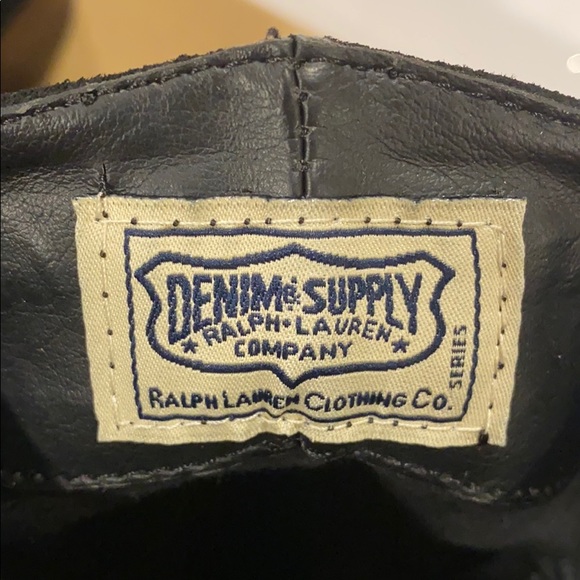 DENIM & SUPPLY
RALPH • LAUREN
COMPANY
SERIES
RALPH LAUREN CLOTHING CO.